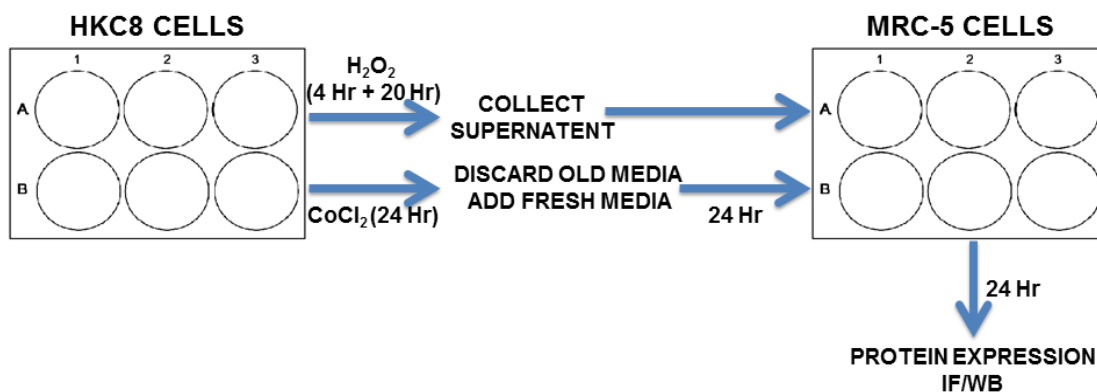 HKC8 CELLS
1 2 3
A
B
H₂O₂
(4 Hr + 20 Hr)
CoCl₂ (24 Hr)
COLLECT
SUPERNATENT
DISCARD OLD MEDIA
ADD FRESH MEDIA
24 Hr
MRC-5 CELLS
1 2 3
A
B
24 Hr
PROTEIN EXPRESSION
IF/WB